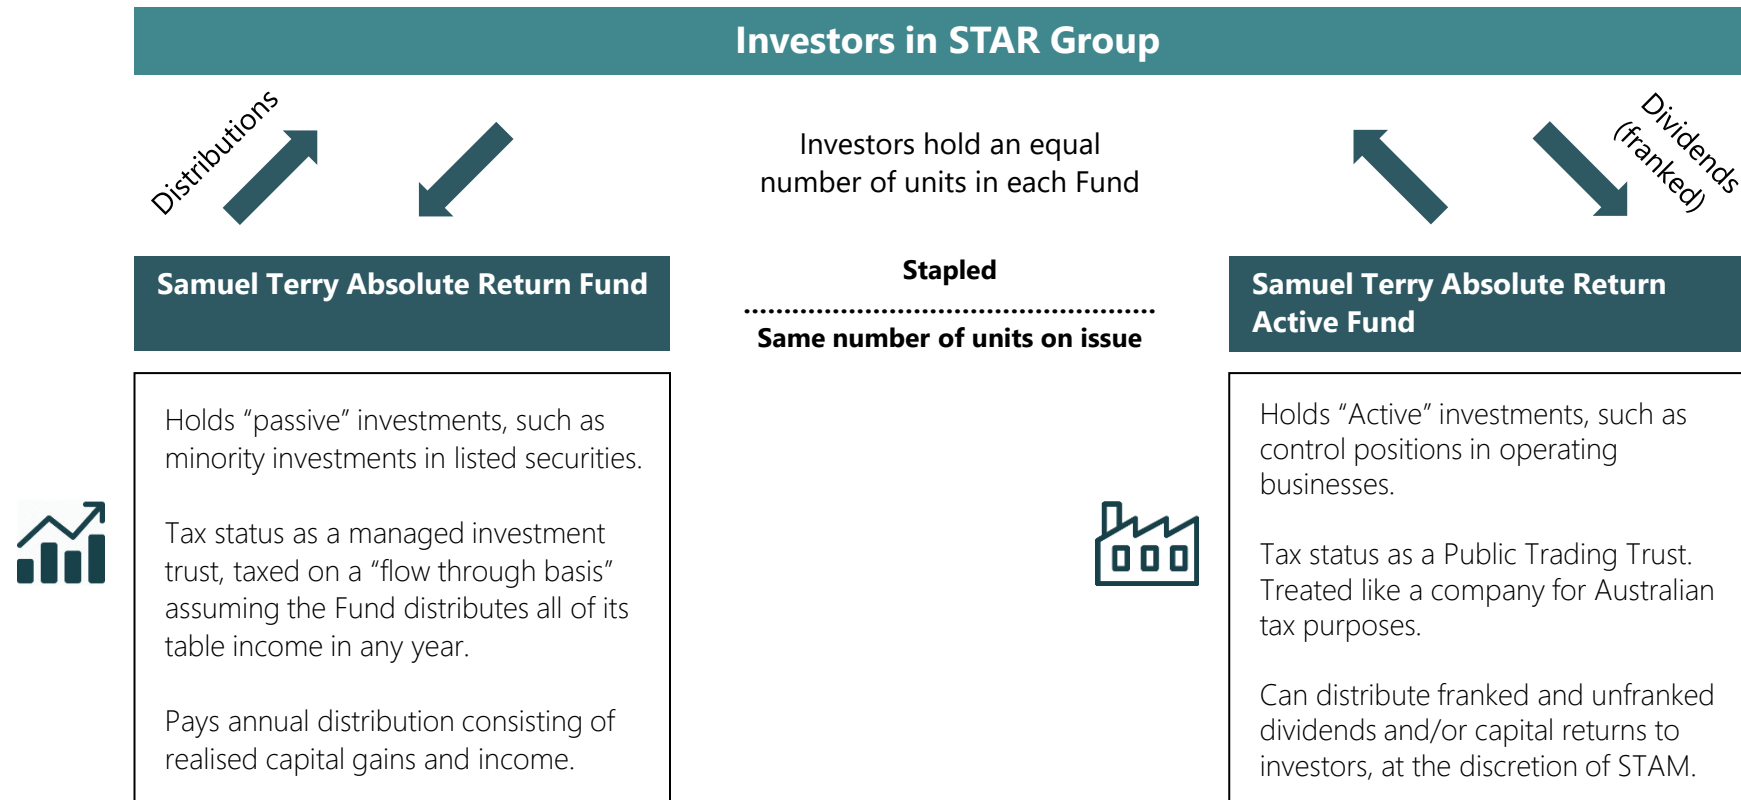 Investors in STAR Group
Distributions
Investors hold an equal
number of units in each Fund
Dividends
(franked)
Samuel Terry Absolute Return Fund
Stapled
Same number of units on issue
Samuel Terry Absolute Return
Active Fund
Holds “passive” investments, such as
minority investments in listed securities.
Tax status as a managed investment
trust, taxed on a “flow through basis”
assuming the Fund distributes all of its
table income in any year.
Pays annual distribution consisting of
realised capital gains and income.
Holds “Active” investments, such as
control positions in operating
businesses.
Tax status as a Public Trading Trust.
Treated like a company for Australian
tax purposes.
Can distribute franked and unfranked
dividends and/or capital returns to
investors, at the discretion of STAM.